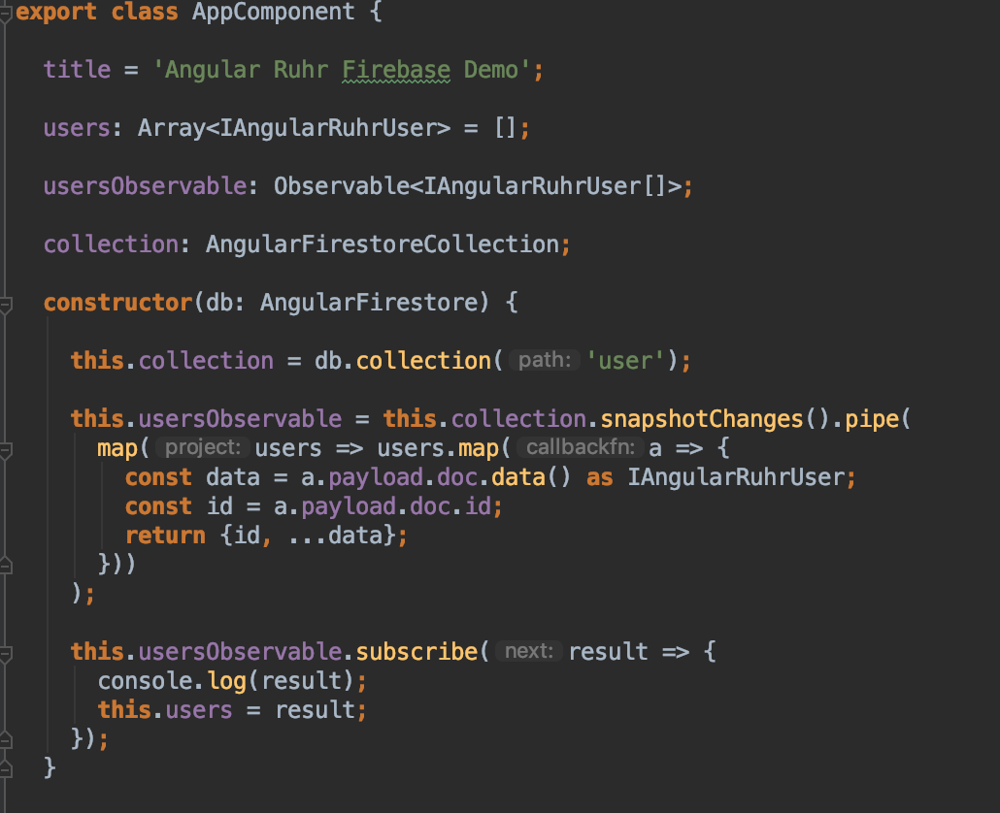 export class AppComponent {
title = 'Angular Ruhr Firebase Demo';
users: Array<IAngularRuhrUser> = [];
usersObservable: Observable<IAngularRuhrUser[]>;
collection: AngularFirestoreCollection;
constructor(db: AngularFirestore) {
this.collection = db.collection( path: 'user');
this.usersObservable = this.collection.snapshotChanges().pipe(
map( project: users => users.map( callbackfn: a => {
const data = a.payload.doc.data() as IAngularRuhrUser;
const id = a.payload.doc.id;
return {id, ...data};
}))
);
this.usersObservable.subscribe( next: result => {
console.log(result);
this.users = result;
});
}